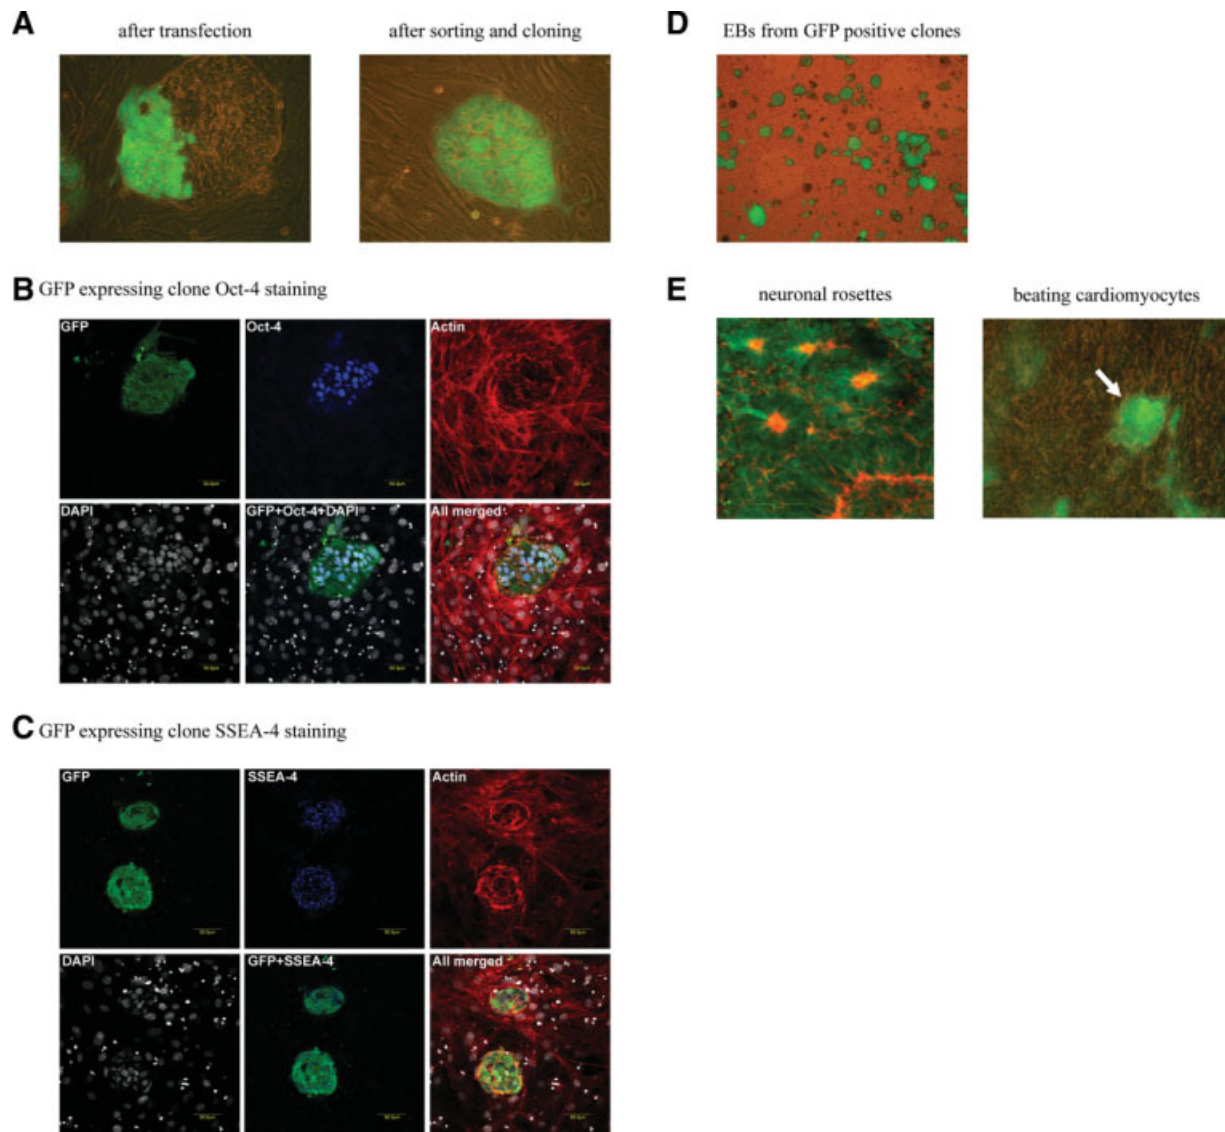 A
after transfection
after sorting and cloning
D
EBs from GFP positive clones
B
GFP expressing clone Oct-4 staining
GFP
Oct-4
Actin
DAPI
GFP+Oct-4+DAPI
All merged
E
neuronal rosettes
beating cardiomyocytes
C
GFP expressing clone SSEA-4 staining
GFP
SSEA-4
Actin
DAPI
GFP+SSEA-4
All merged